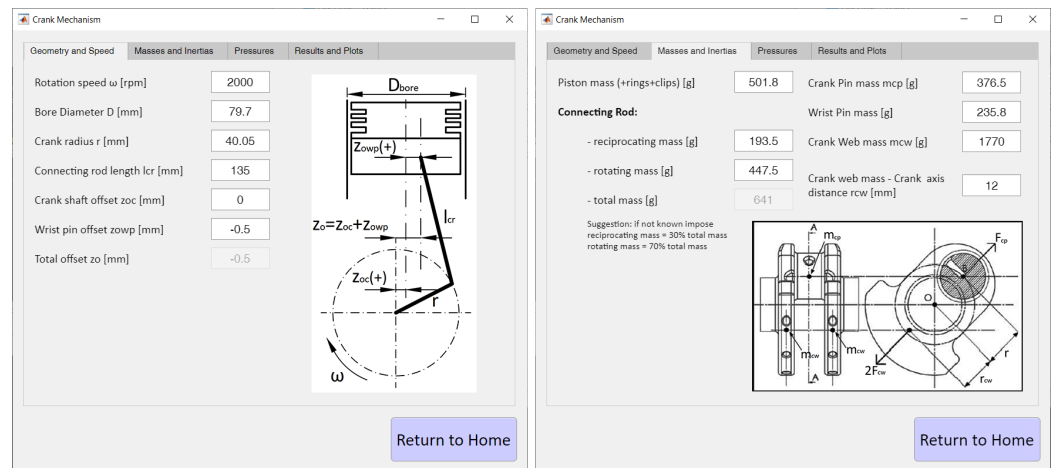 Crank Mechanism
Geometry and Speed Masses and Inertias Pressures Results and Plots
Rotation speed ω [rpm] 2000
Bore Diameter D [mm] 79.7
Crank radius r [mm] 40.05
Connecting rod length lcr [mm] 135
Crank shaft offset zoc [mm] 0
Wrist pin offset zowp [mm] -0.5
Total offset zo [mm] -0.5
Dbore
Zowp(+)
lcr
Zo=Zoc+Zowp
Zoc(+)
r
ω
Return to Home
Crank Mechanism
Geometry and Speed Masses and Inertias Pressures Results and Plots
Piston mass (+rings+clips) [g] 501.8 Crank Pin mass mcp [g] 376.5
Connecting Rod: Wrist Pin mass [g] 235.8
- reciprocating mass [g] 193.5 Crank Web mass mcw [g] 1770
- rotating mass [g] 447.5
Crank web mass - Crank axis
distance rcw [mm] 12
- total mass [g] 641
Suggestion: if not known impose
reciprocating mass = 30% total mass
rotating mass = 70% total mass
A
mcp
Fcp
B
O
mcw
mcw
r
2Fcw
rcw
A
Return to Home